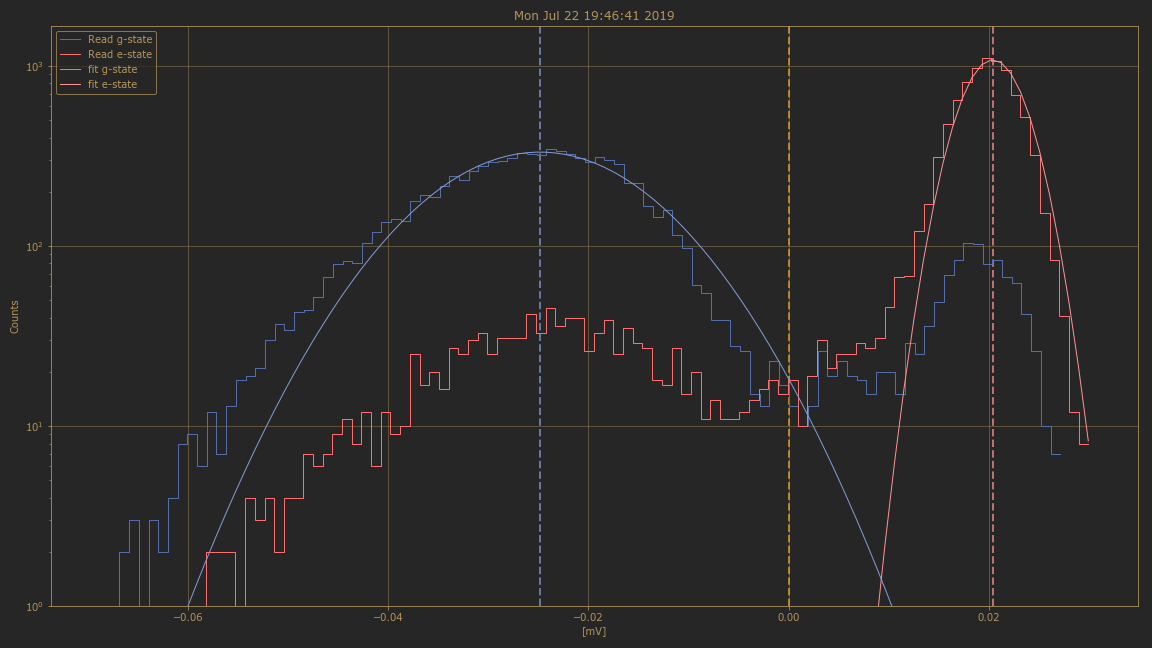 Mon Jul 22 19:46:41 2019
Read g-state
Read e-state
fit g-state
fit e-state
10³
10²
10¹
10⁰
Counts
−0.06
−0.04
−0.02
0.00
0.02
[mV]